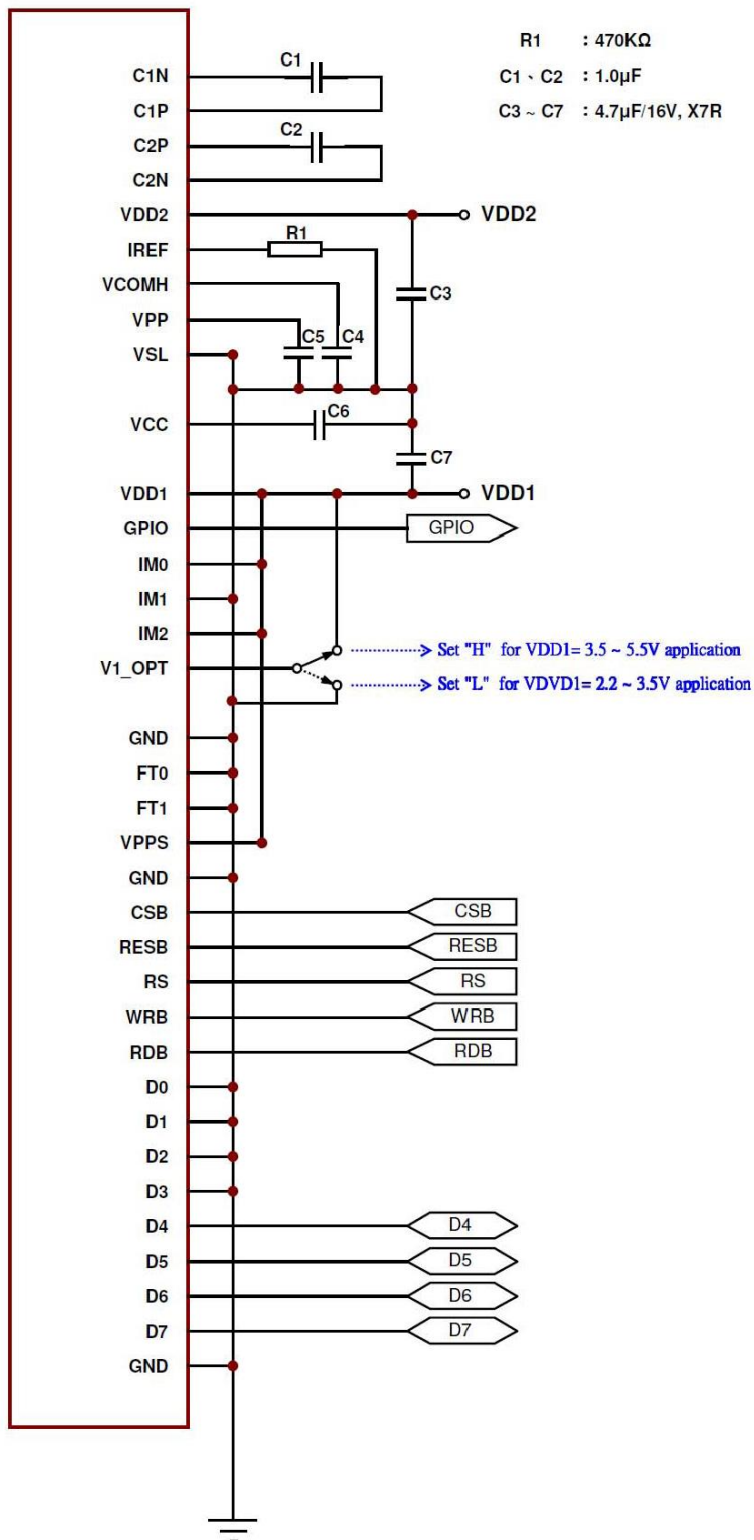 R1 : 470KΩ
C1、C2 : 1.0µF
C3 ~ C7 : 4.7µF/16V, X7R
C1N
C1
C1P
C2P
C2
C2N
VDD2
VDD2
IREF
R1
VCOMH
C3
VPP
C5
C4
VSL
VCC
C6
C7
VDD1
VDD1
GPIO
GPIO
IM0
IM1
IM2
Set "H" for VDD1= 3.5 ~ 5.5V application
V1_OPT
Set "L" for VDVD1= 2.2 ~ 3.5V application
GND
FT0
FT1
VPPS
GND
CSB
CSB
RESB
RESB
RS
RS
WRB
WRB
RDB
RDB
D0
D1
D2
D3
D4
D4
D5
D5
D6
D6
D7
D7
GND